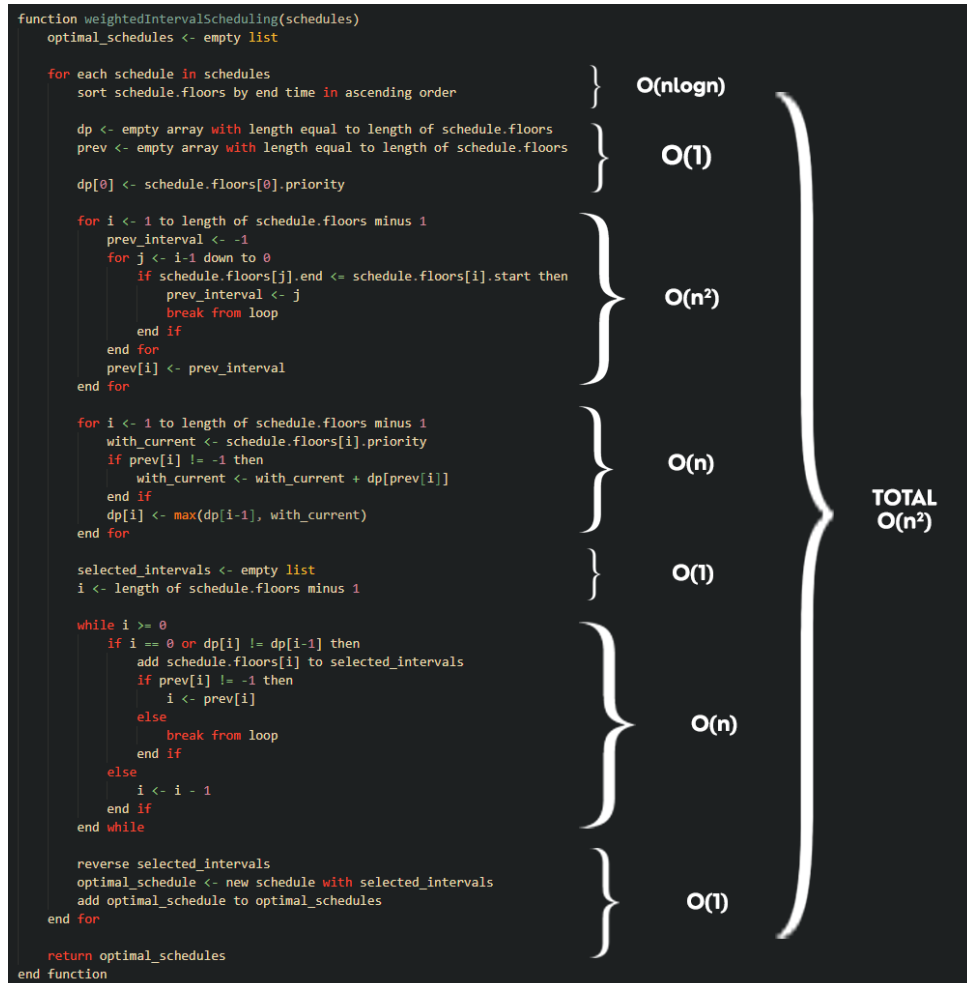 function weightedIntervalScheduling(schedules)
    optimal_schedules <- empty list

    for each schedule in schedules
        sort schedule.floors by end time in ascending order
O(nlogn)

        dp <- empty array with length equal to length of schedule.floors
        prev <- empty array with length equal to length of schedule.floors

        dp[0] <- schedule.floors[0].priority
O(1)

        for i <- 1 to length of schedule.floors minus 1
            prev_interval <- -1
            for j <- i-1 down to 0
                if schedule.floors[j].end <= schedule.floors[i].start then
                    prev_interval <- j
                    break from loop
                end if
            end for
            prev[i] <- prev_interval
        end for
O(n²)

        for i <- 1 to length of schedule.floors minus 1
            with_current <- schedule.floors[i].priority
            if prev[i] != -1 then
                with_current <- with_current + dp[prev[i]]
            end if
            dp[i] <- max(dp[i-1], with_current)
        end for
O(n)

        selected_intervals <- empty list
        i <- length of schedule.floors minus 1
O(1)

        while i >= 0
            if i == 0 or dp[i] != dp[i-1] then
                add schedule.floors[i] to selected_intervals
                if prev[i] != -1 then
                    i <- prev[i]
                else
                    break from loop
                end if
            else
                i <- i - 1
            end if
        end while
O(n)

        reverse selected_intervals
        optimal_schedule <- new schedule with selected_intervals
        add optimal_schedule to optimal_schedules
    end for

    return optimal_schedules
end function
O(1)
TOTAL
O(n²)